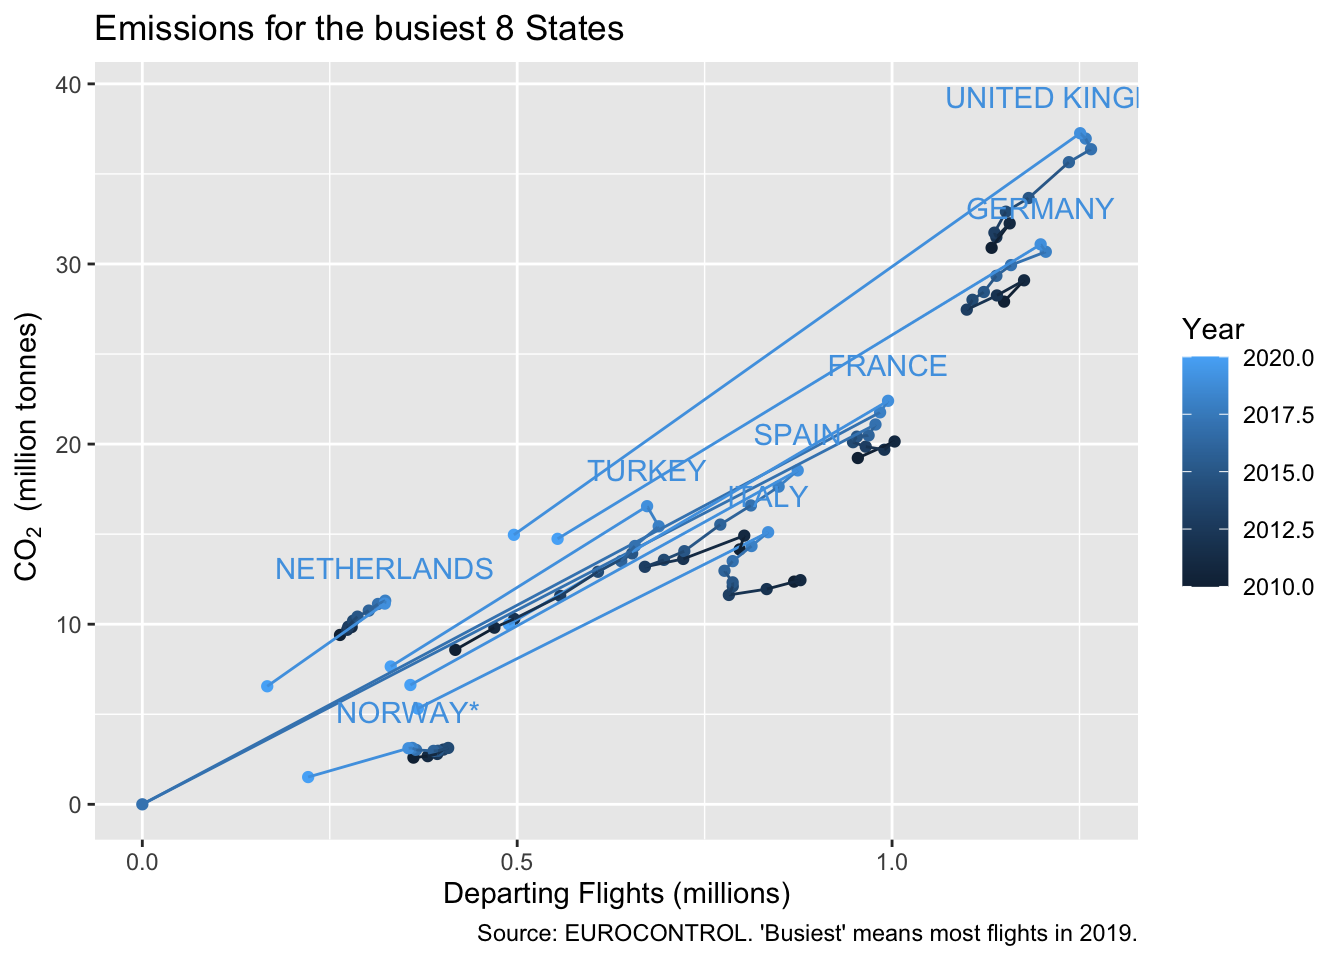 Emissions for the busiest 8 States
40
30
20
10
0
CO2 (million tonnes)
UNITED KINGI
GERMANY
FRANCE
SPAIN
TURKEY
ITALY
NETHERLANDS
NORWAY*
0.0
0.5
1.0
Departing Flights (millions)
Year
2020.0
2017.5
2015.0
2012.5
2010.0
Source: EUROCONTROL. 'Busiest' means most flights in 2019.